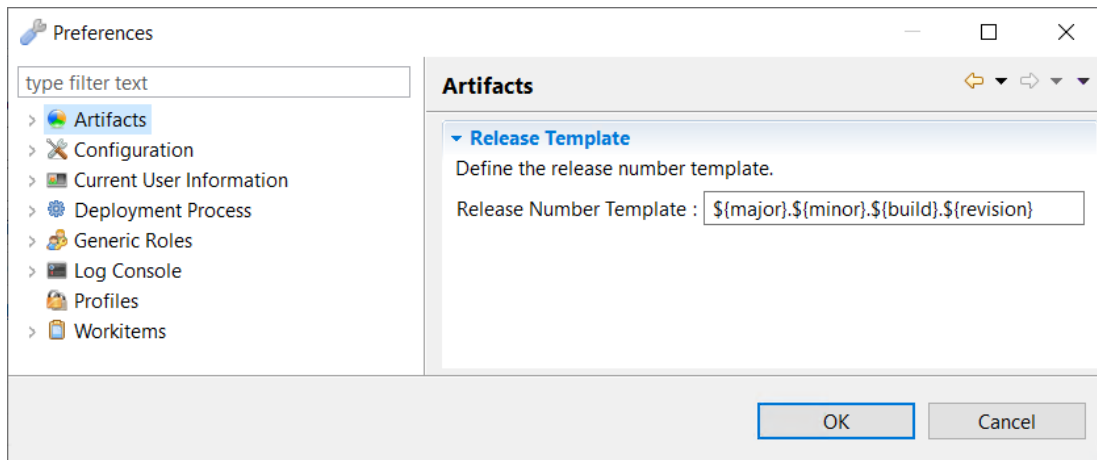 Preferences
type filter text
Artifacts
Configuration
Current User Information
Deployment Process
Generic Roles
Log Console
Profiles
Workitems
Artifacts
Release Template
Define the release number template.
Release Number Template : ${major}.${minor}.${build}.${revision}
OK Cancel